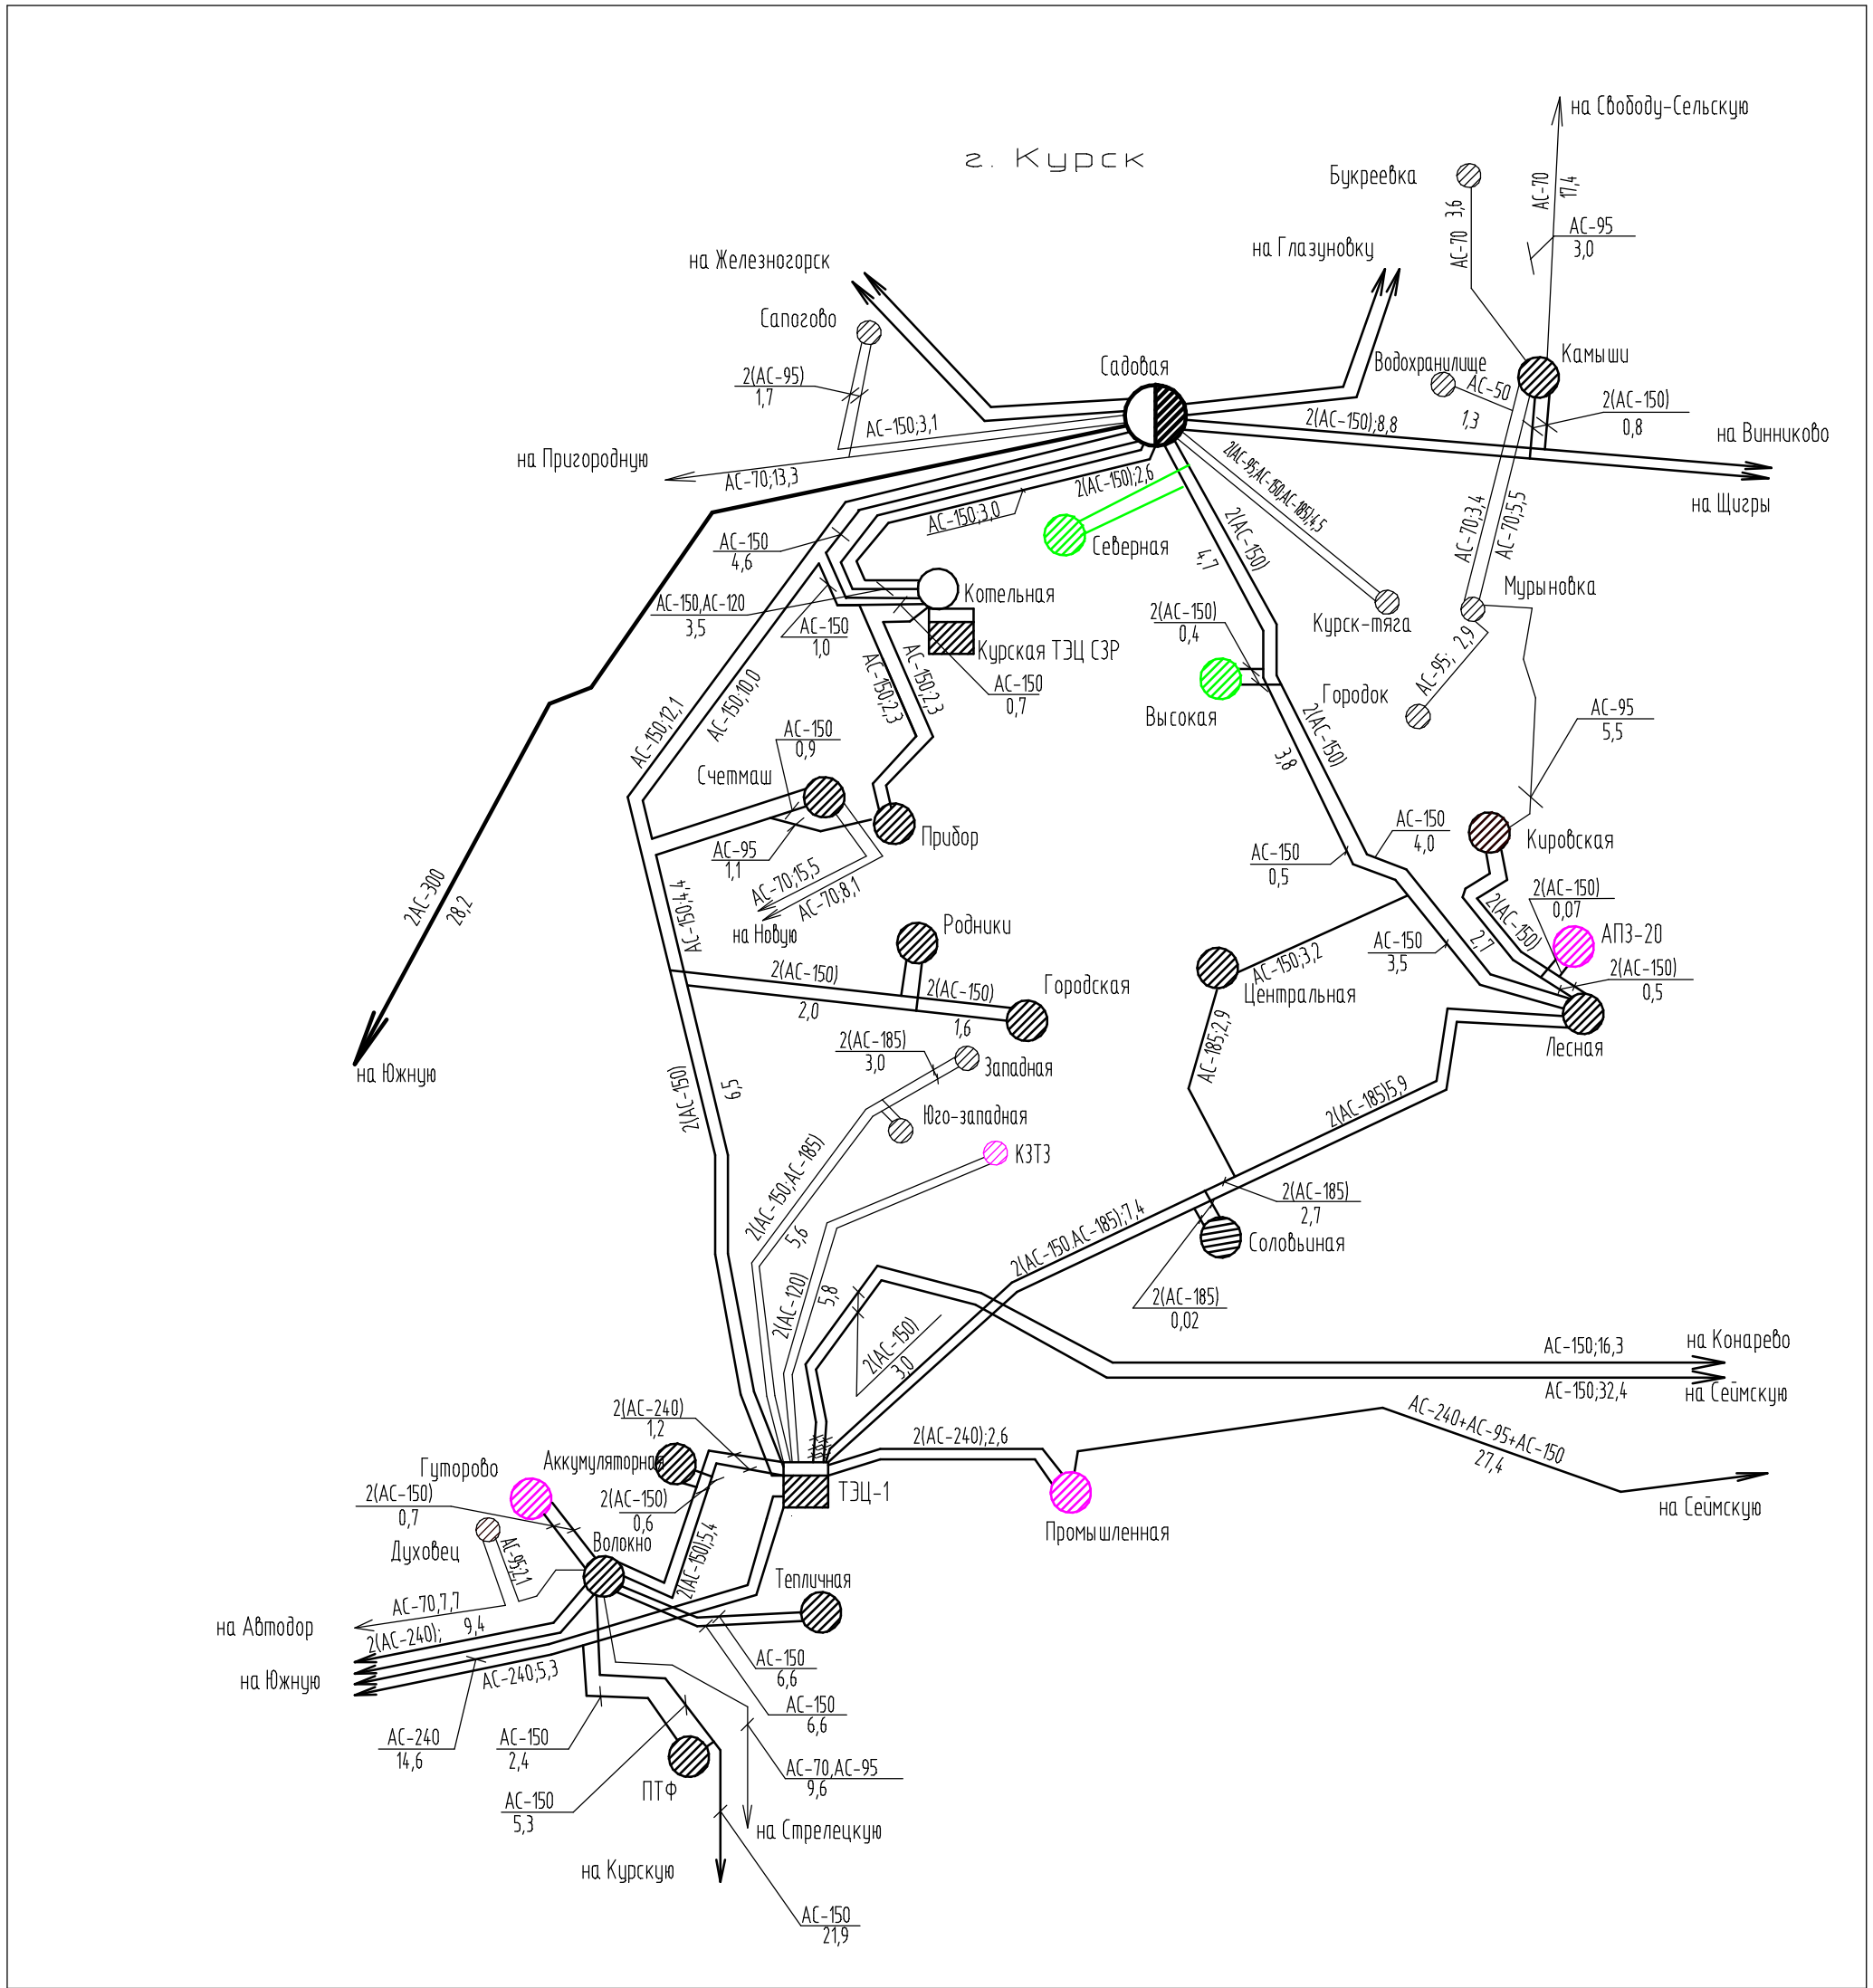 на Свободу-Сельскую
г. Курск
Букреевка
АС-70
17,4
АС-70 3,6
АС-95
3,0
на Железногорск
на Глазуновку
Сапогово
Садовая
Водохранилище
Камыши
2(АС-95)
1,7
АС-50
1,3
2(АС-150)
0,8
АС-150;3,1
2(АС-150);8,8
на Винниково
на Пригородную
АС-70;13,3
2(АС-150);2,6
2(АС-95;АС-150;АС-185)4,5
на Щигры
АС-150;3,0
Северная
2(АС-150)
4,7
АС-70;3,4
АС-70;5,5
АС-150
4,6
Котельная
Мурыновка
АС-150,АС-120
3,5
АС-150
1,0
Курская ТЭЦ СЗР
2(АС-150)
0,4
Курск-тяга
АС-95; 2,9
АС-150;2,3
АС-150;2,3
АС-150
0,7
Высокая
Городок
АС-95
5,5
АС-150;12,1
АС-150;10,0
АС-150
0,9
2(АС-150)
3,8
Счетмаш
Прибор
АС-95
1,1
АС-150
4,0
Кировская
АС-150
0,5
2АС-300
28,2
АС-70;15,5
АС-70;8,1
на Новую
АС-150;4,4
Родники
2(АС-150)
0,07
2(АС-150)
2,7
АПЗ-20
АС-150
3,5
2(АС-150)
2,0
2(АС-150)
1,6
Городская
АС-150;3,2
Центральная
2(АС-150)
0,5
Лесная
2(АС-185)
3,0
Западная
АС-185;2,9
на Южную
2(АС-150)
6,5
Юго-западная
2(АС-185)5,9
КЗТЗ
2(АС-150;АС-185)
5,6
2(АС-185)
2,7
2(АС-150.АС-185);7,4
Соловьиная
2(АС-120)
5,8
2(АС-185)
0,02
2(АС-150)
3,0
АС-150;16,3
на Конарево
АС-150;32,4
на Сеймскую
2(АС-240)
1,2
2(АС-240);2,6
АС-240+АС-95+АС-150
27,4
Гуторово
Аккумуляторная
ТЭЦ-1
на Сеймскую
2(АС-150)
0,7
2(АС-150)
0,6
Промышленная
Духовец
АС-95;2,1
Волокно
2(АС-150);5,4
Тепличная
АС-70,7,7
на Автодор
2(АС-240); 9,4
на Южную
АС-240;5,3
АС-150
6,6
АС-150
6,6
АС-240
14,6
АС-150
2,4
АС-70,АС-95
9,6
ПТФ
АС-150
5,3
на Стрелецкую
на Курскую
АС-150
21,9